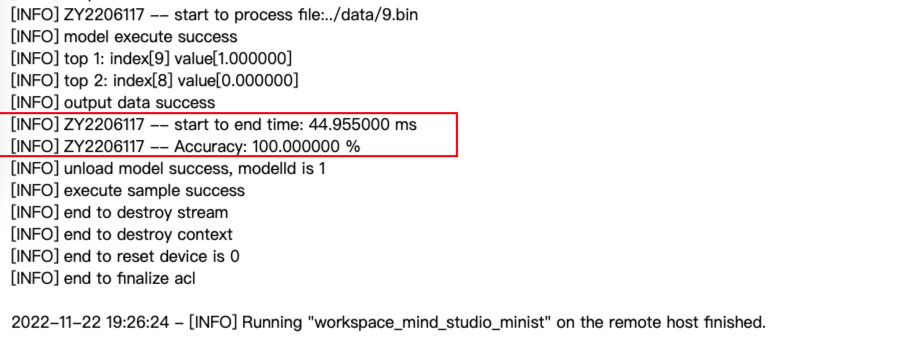 [INFO] ZY2206117 -- start to process file:../data/9.bin
[INFO] model execute success
[INFO] top 1: index[9] value[1.000000]
[INFO] top 2: index[8] value[0.000000]
[INFO] output data success
[INFO] ZY2206117 -- start to end time: 44.955000 ms
[INFO] ZY2206117 -- Accuracy: 100.000000 %
[INFO] unload model success, modelId is 1
[INFO] execute sample success
[INFO] end to destroy stream
[INFO] end to destroy context
[INFO] end to reset device is 0
[INFO] end to finalize acl
2022-11-22 19:26:24 - [INFO] Running "workspace_mind_studio_minist" on the remote host finished.